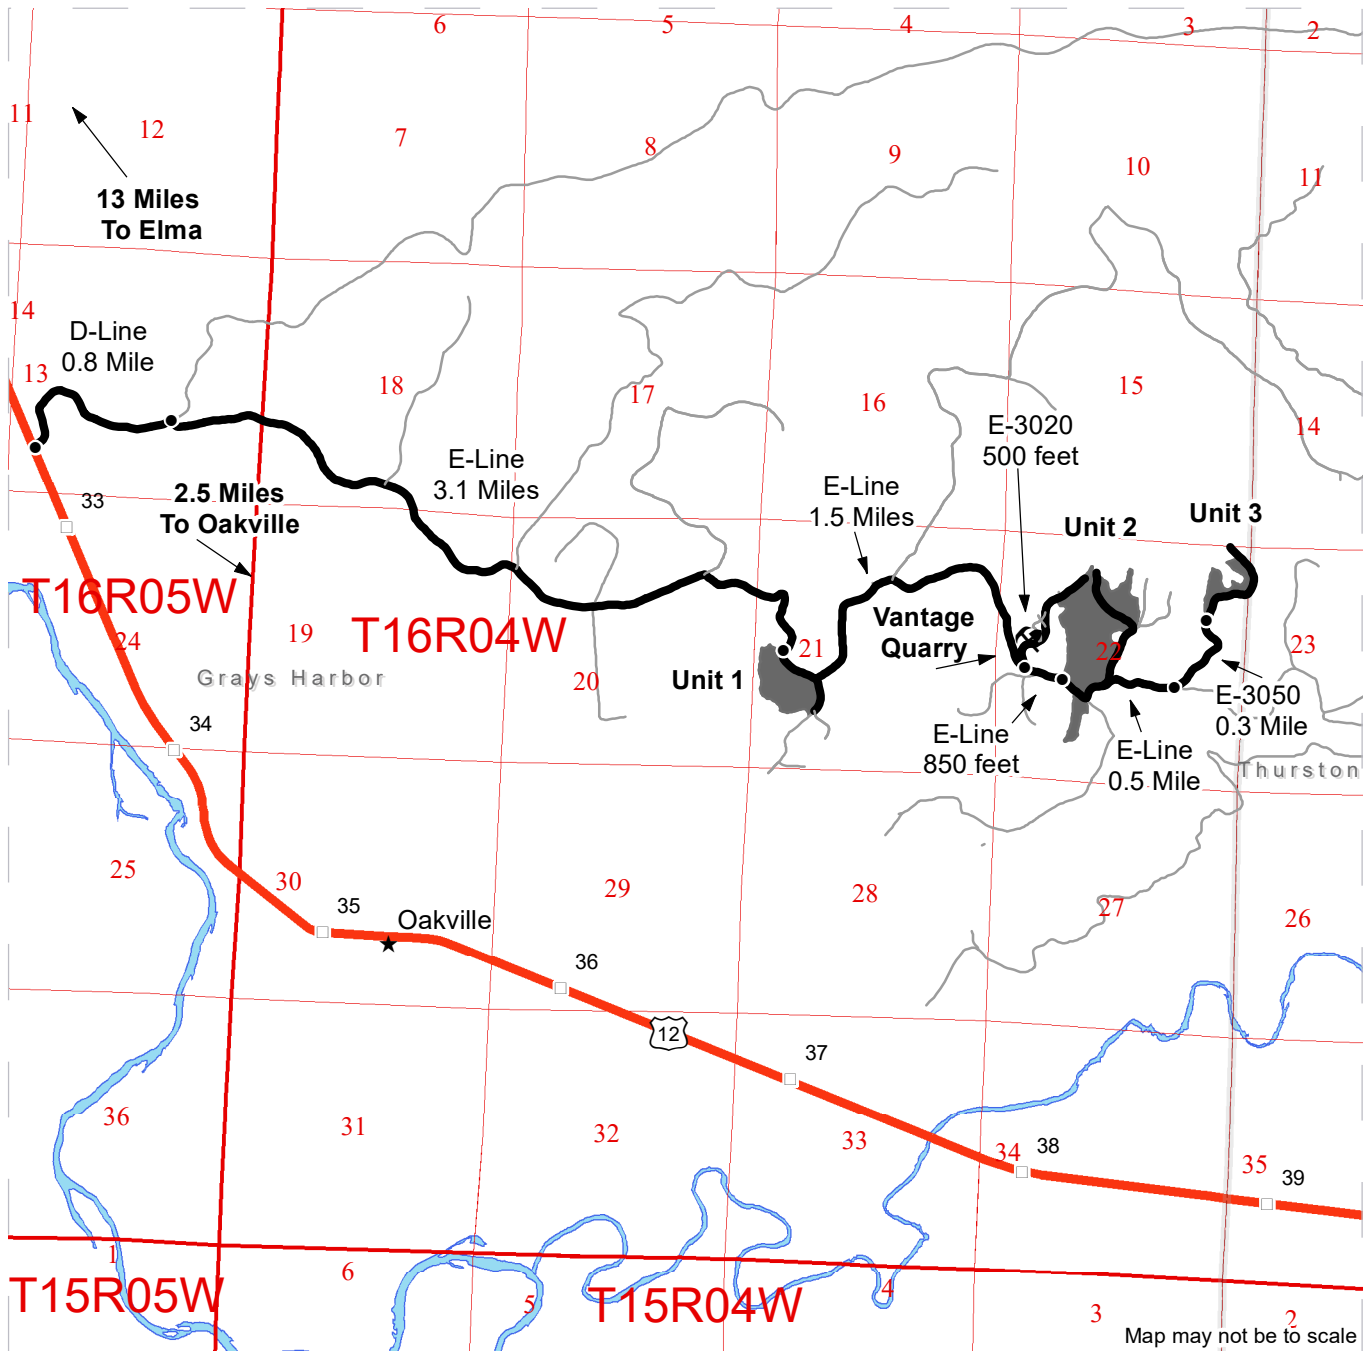 6
5
4
3
2
11
12
7
8
9
10
11
13 Miles
To Elma
14
D-Line
0.8 Mile
13
18
17
16
15
14
E-3020
500 feet
E-Line
3.1 Miles
E-Line
1.5 Miles
33
2.5 Miles
To Oakville
Unit 2
Unit 3
T16R05W
T16R04W
24
19
20
21
22
23
Vantage
Quarry
Unit 1
Grays Harbor
E-3050
0.3 Mile
34
E-Line
850 feet
E-Line
0.5 Mile
Thurston
25
30
29
28
27
26
35
Oakville
36
12
37
36
31
32
33
34
38
35
39
1
6
5
4
3
2
T15R05W
T15R04W
Map may not be to scale